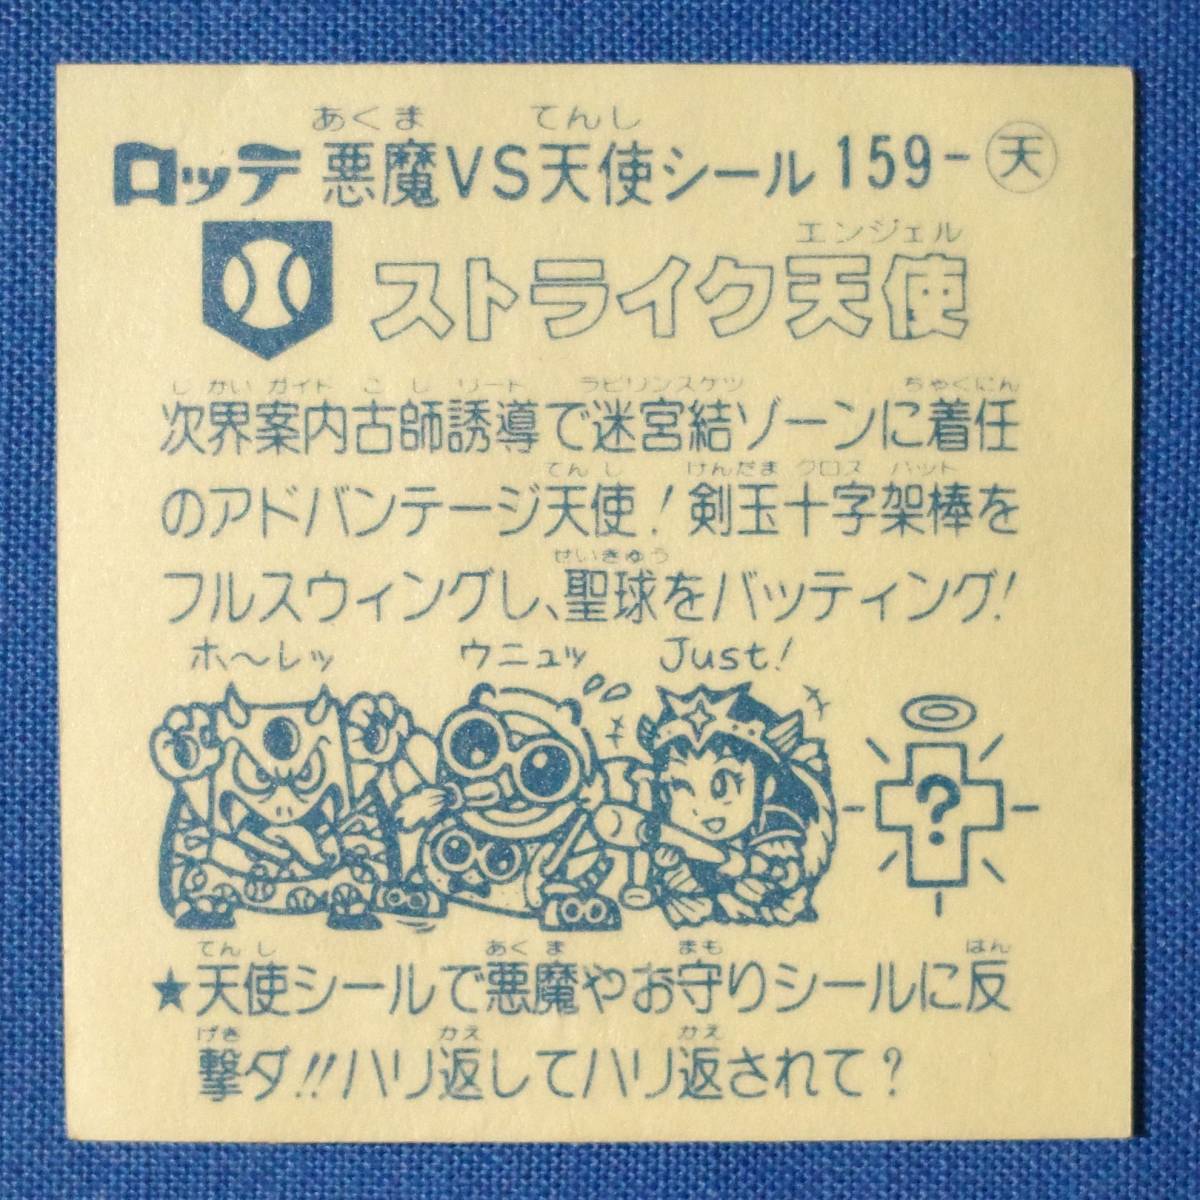 あくま てんし
ロッテ 悪魔VS天使シール 159-天
エンジェル
ストライク天使
じかいガイドこしリード ラビリンスケツ ちゃくにん
次界案内古師誘導で迷宮結ゾーンに着任
てんし けんだまクロスバット
のアドバンテージ天使！剣玉十字架棒を
せいきゅう
フルスウィングし、聖球をバッティング！
ホ〜レッ ウニュッ Just!
?
てんし あくま まも はん
★天使シールで悪魔やお守りシールに反
げき かえ かえ
撃ダ!!ハリ返してハリ返されて？